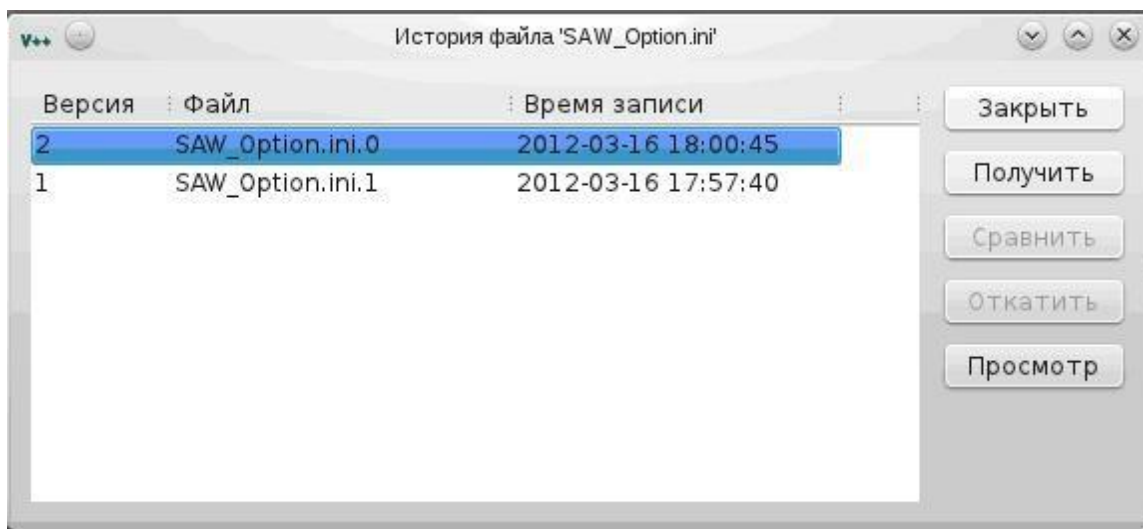 V++ История файла 'SAW_Option.ini'
Версия Файл Время записи
2 SAW_Option.ini.0 2012-03-16 18:00:45
1 SAW_Option.ini.1 2012-03-16 17:57:40
Закрыть
Получить
Сравнить
Откатить
Просмотр